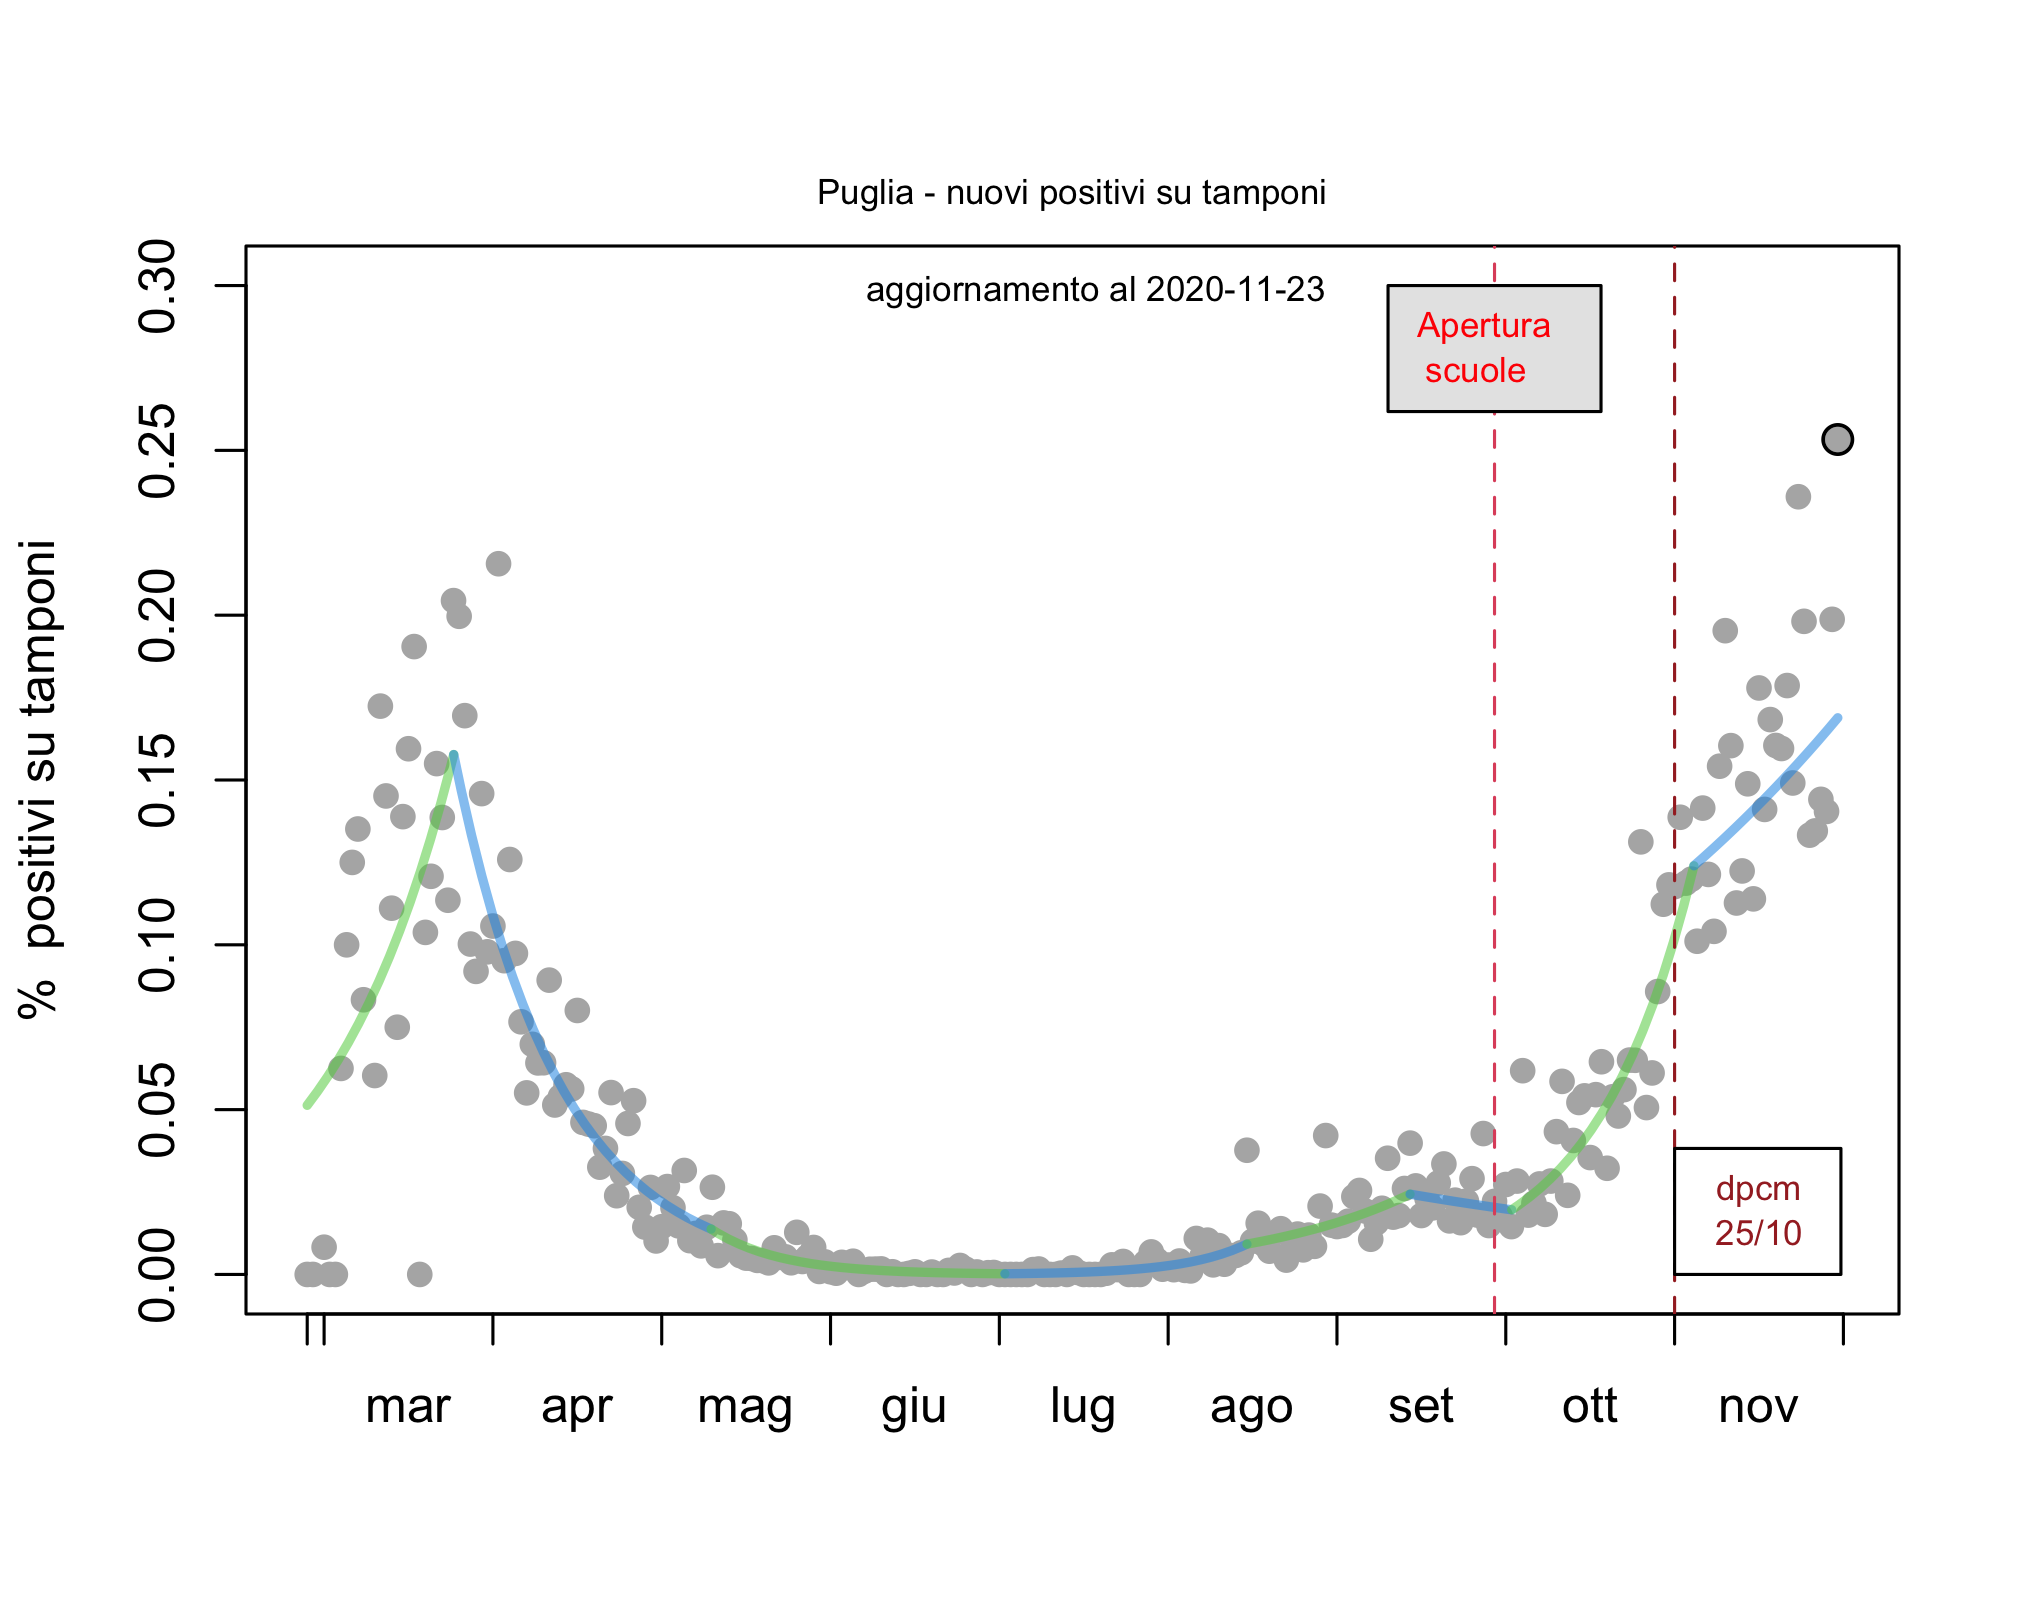 Puglia - nuovi positivi su tamponi
aggiornamento al 2020-11-23
Apertura
scuole
% positivi su tamponi
0.30
0.25
0.20
0.15
0.10
0.05
0.00
dpcm
25/10
mar apr mag giu lug ago set ott nov